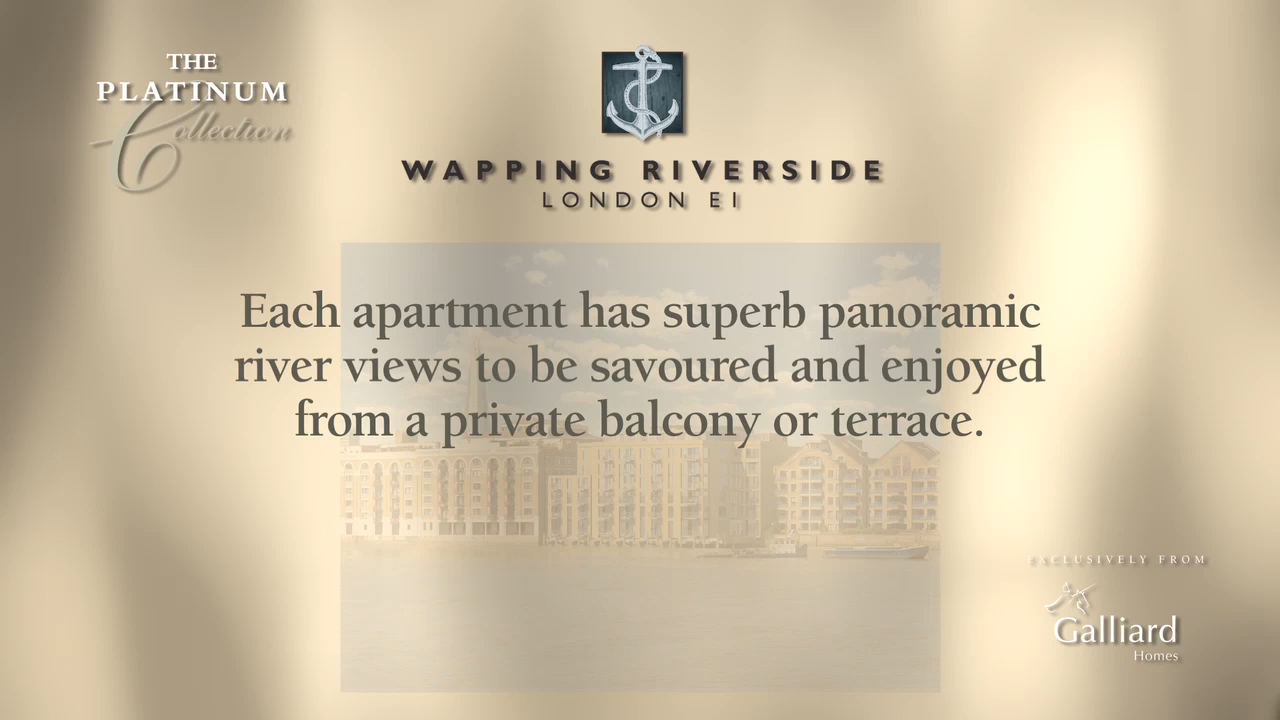 THE
PLATINUM
Collection
WAPPING RIVERSIDE
LONDON E1
Each apartment has superb panoramic
river views to be savoured and enjoyed
from a private balcony or terrace.
EXCLUSIVELY FROM
Galliard
Homes